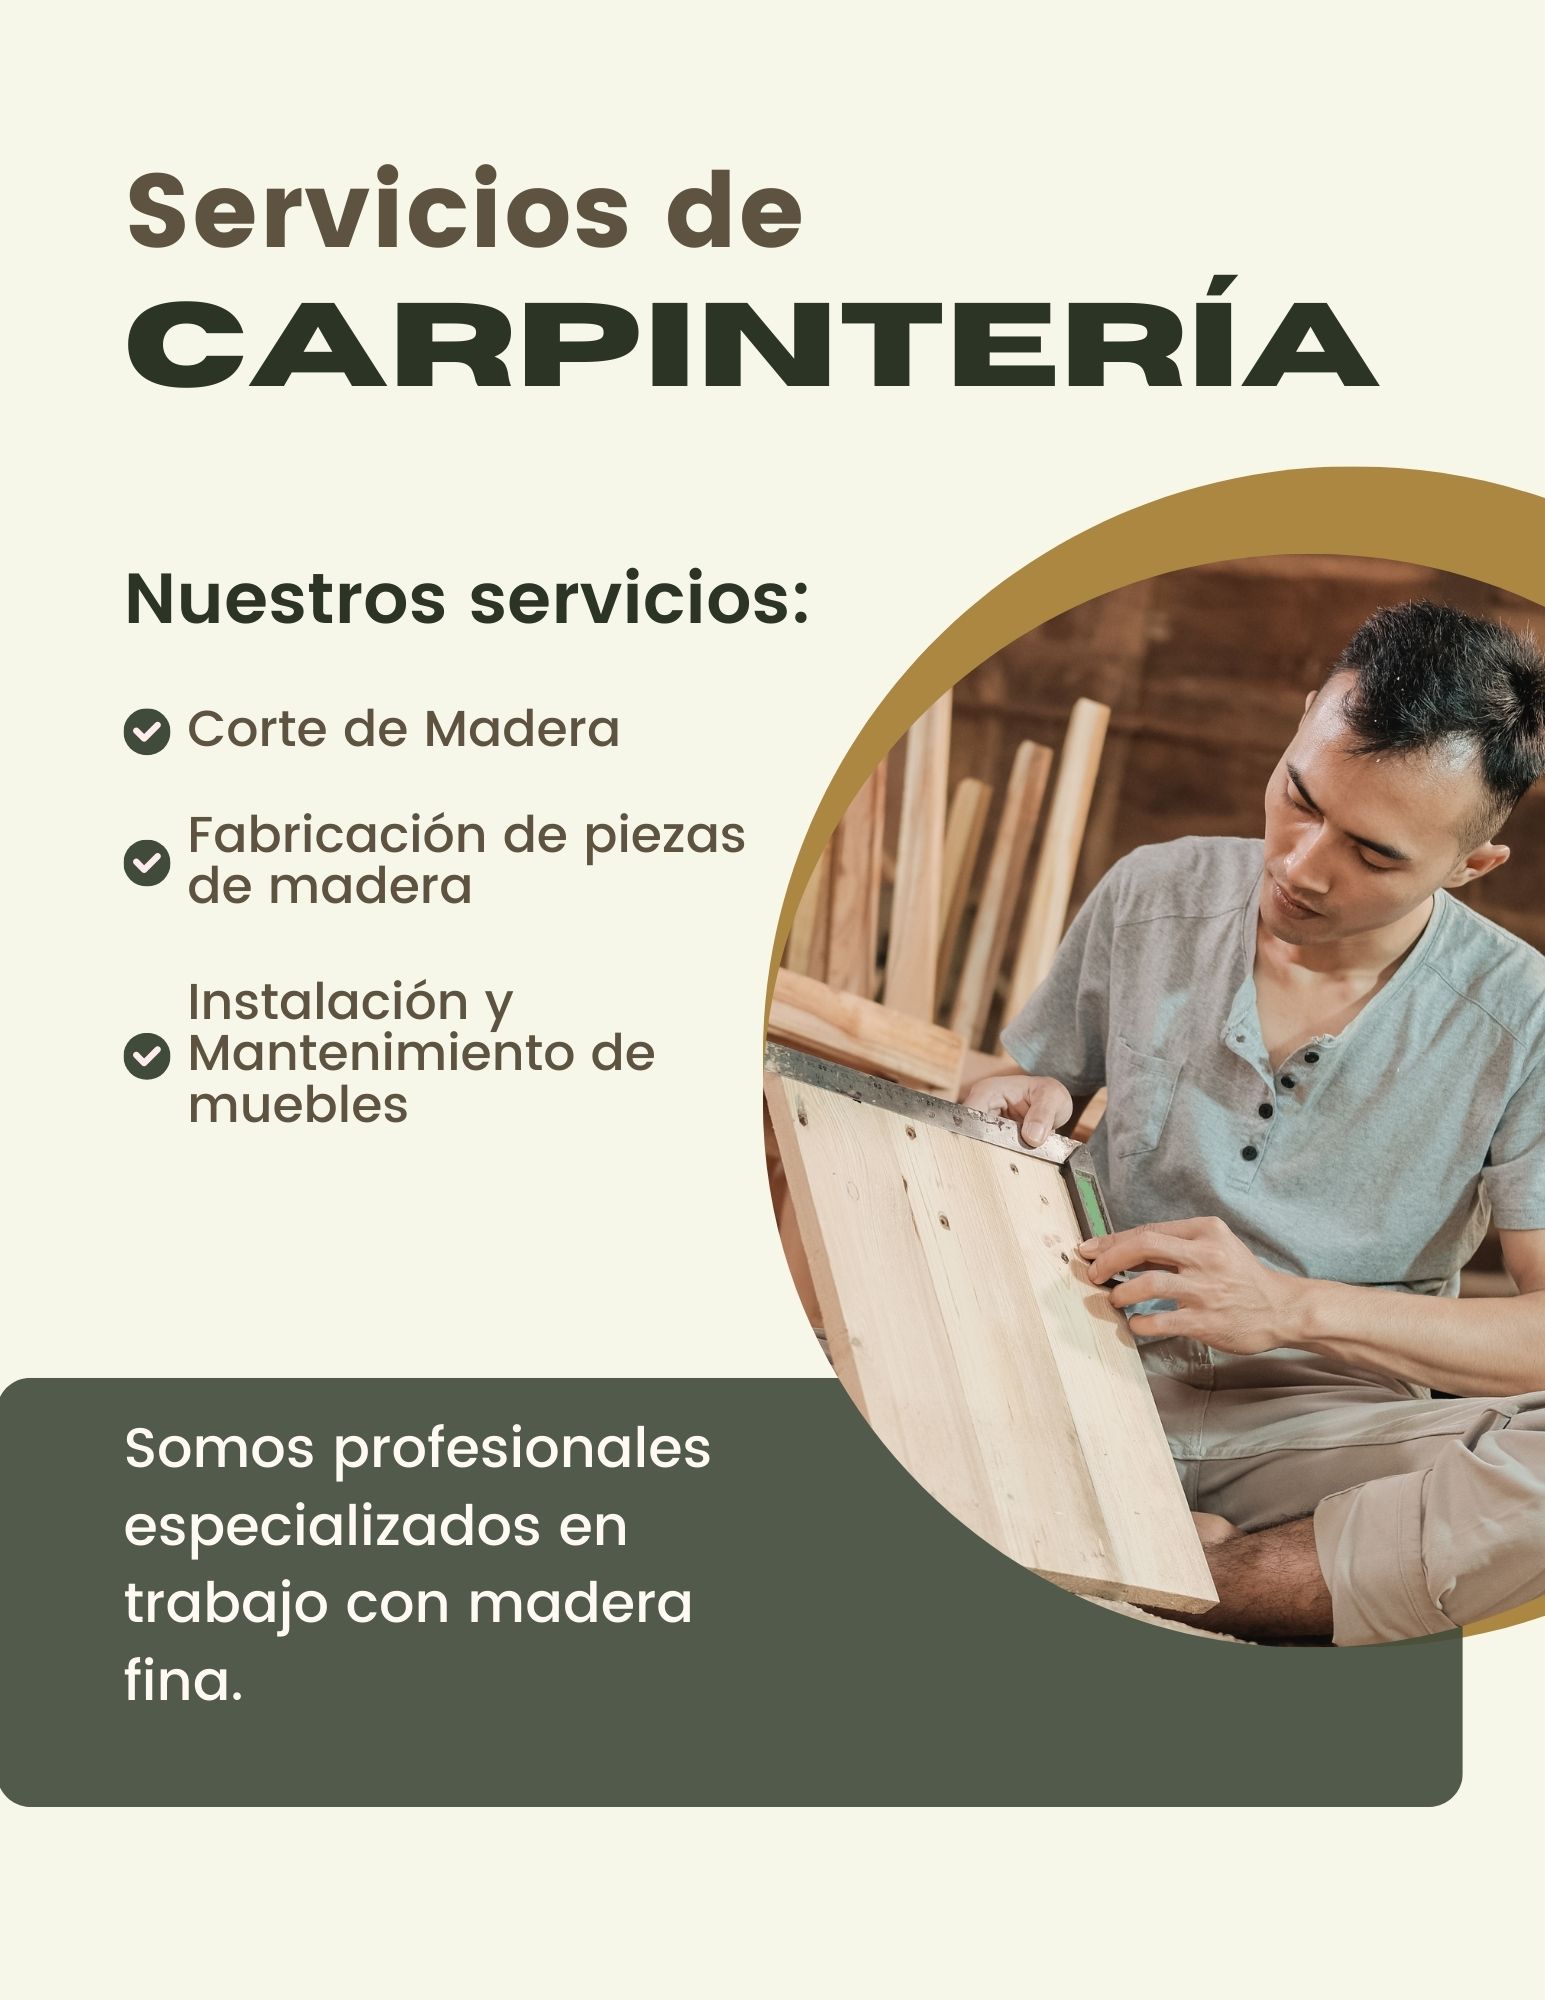 Servicios de
CARPINTERÍA
Nuestros servicios:
Corte de Madera
Fabricación de piezas
de madera
Instalación y
Mantenimiento de
muebles
Somos profesionales
especializados en
trabajo con madera
fina.